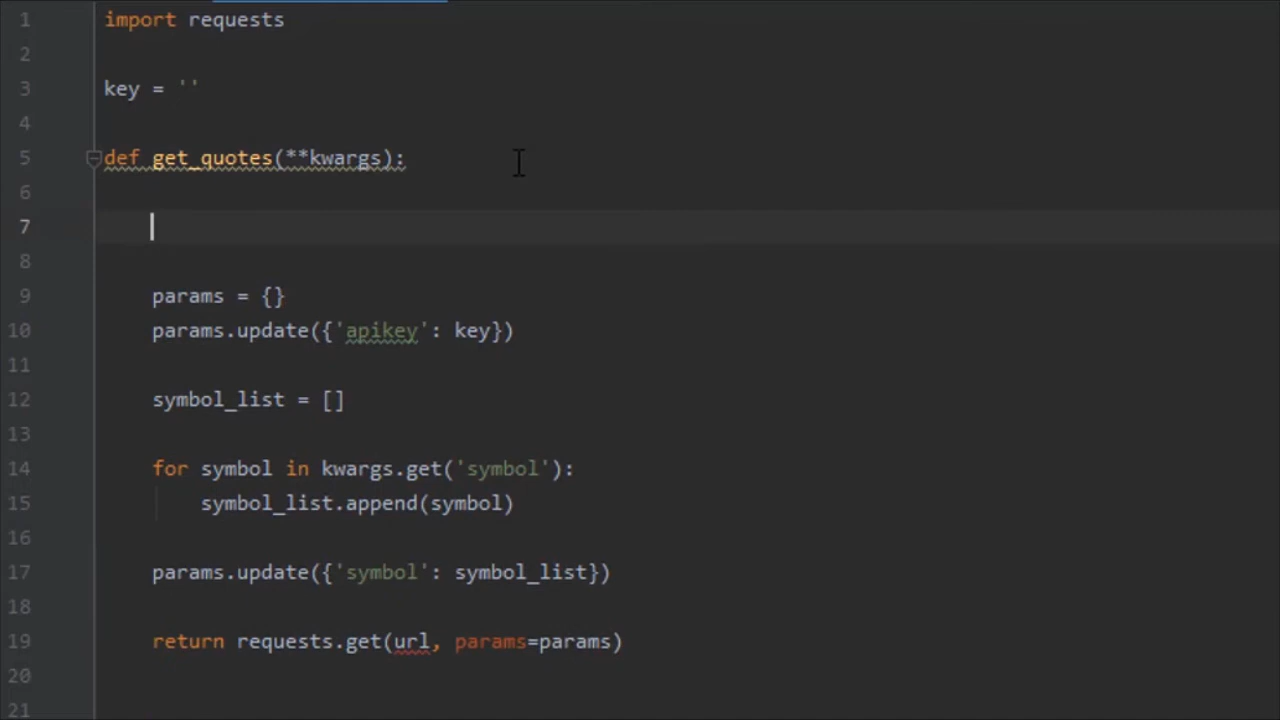 1 import requests
2
3 key = ''
4
5 def get_quotes(**kwargs):
6
7
8
9     params = {}
10     params.update({'apikey': key})
11
12     symbol_list = []
13
14     for symbol in kwargs.get('symbol'):
15         symbol_list.append(symbol)
16
17     params.update({'symbol': symbol_list})
18
19     return requests.get(url, params=params)
20
21